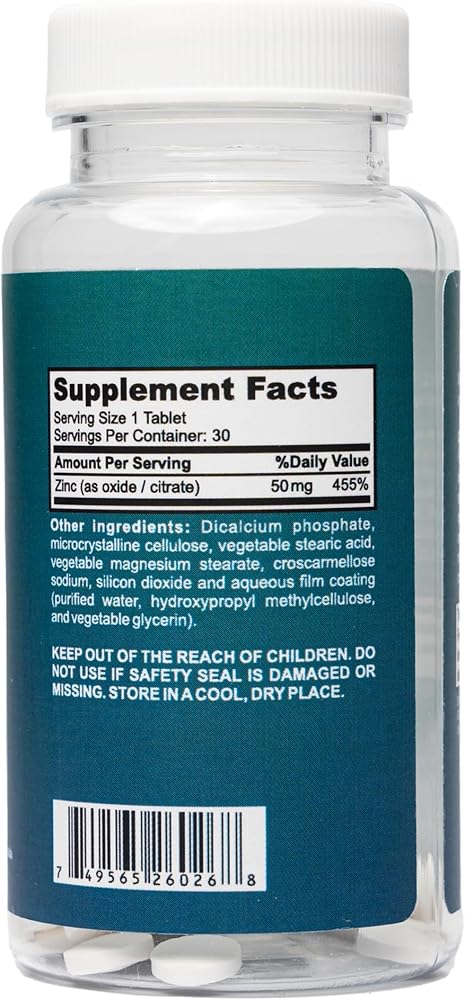 Supplement Facts
Serving Size 1 Tablet
Servings Per Container: 30
Amount Per Serving %Daily Value
Zinc (as oxide / citrate) 50 mg 455%
Other ingredients: Dicalcium phosphate,
microcrystalline cellulose, vegetable stearic acid,
vegetable magnesium stearate, croscarmellose
sodium, silicon dioxide and aqueous film coating
(purified water, hydroxypropyl methylcellulose,
and vegetable glycerin).
KEEP OUT OF THE REACH OF CHILDREN. DO
NOT USE IF SAFETY SEAL IS DAMAGED OR
MISSING. STORE IN A COOL, DRY PLACE.
7 49565 26026 8